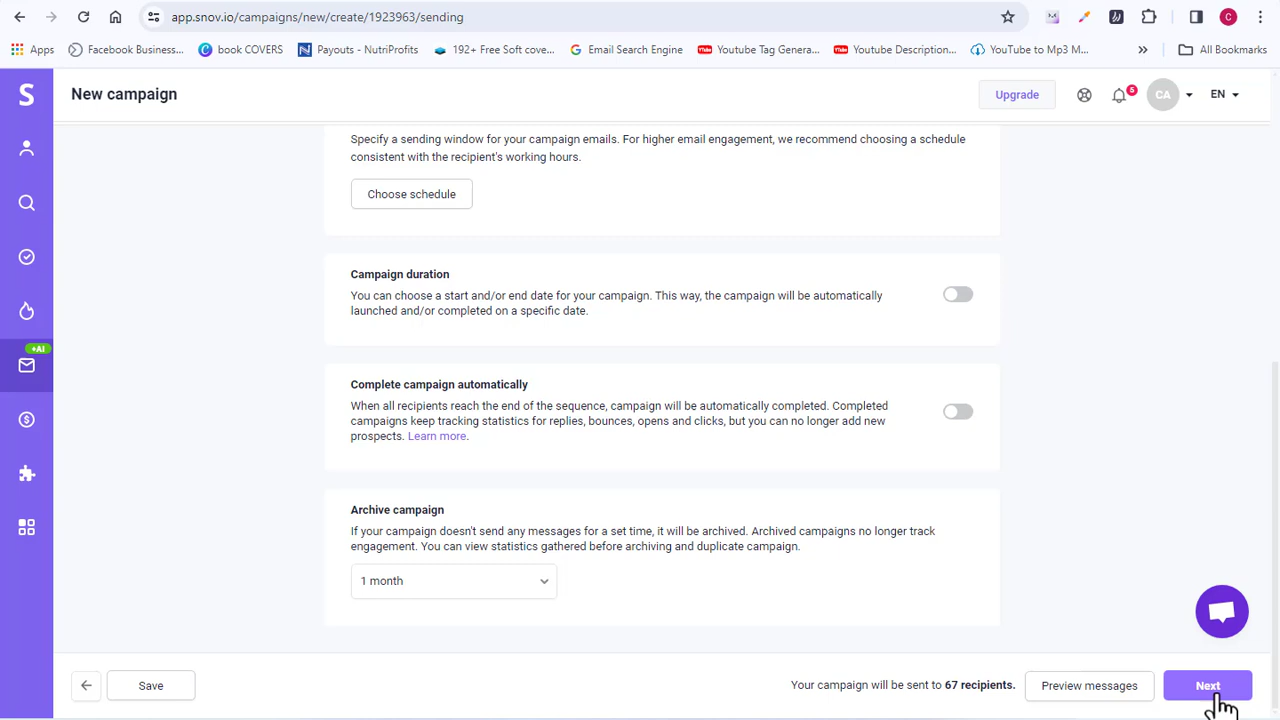 app.snov.io/campaigns/new/create/1923963/sending
C
Apps
Facebook Business...
book COVERS
Payouts - NutriProfits
192+ Free Soft cove...
Email Search Engine
Youtube Tag Genera...
Youtube Description...
YouTube to Mp3 M...
All Bookmarks
S
New campaign
Upgrade
5
CA
EN
Specify a sending window for your campaign emails. For higher email engagement, we recommend choosing a schedule
consistent with the recipient's working hours.
Choose schedule
Campaign duration
You can choose a start and/or end date for your campaign. This way, the campaign will be automatically
launched and/or completed on a specific date.
+AI
Complete campaign automatically
When all recipients reach the end of the sequence, campaign will be automatically completed. Completed
campaigns keep tracking statistics for replies, bounces, opens and clicks, but you can no longer add new
prospects. Learn more.
Archive campaign
If your campaign doesn't send any messages for a set time, it will be archived. Archived campaigns no longer track
engagement. You can view statistics gathered before archiving and duplicate campaign.
1 month
Save
Your campaign will be sent to 67 recipients.
Preview messages
Next